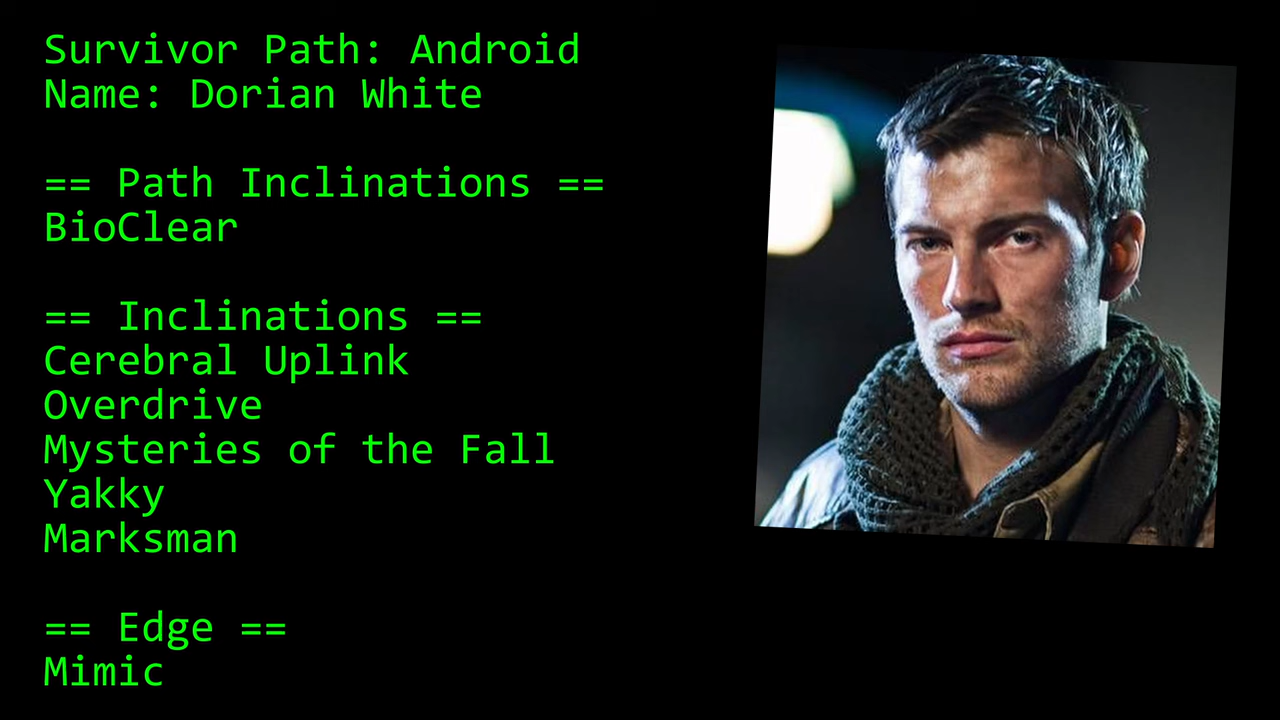 Survivor Path: Android
Name: Dorian White
== Path Inclinations ==
BioClear
== Inclinations ==
Cerebral Uplink
Overdrive
Mysteries of the Fall
Yakky
Marksman
== Edge ==
Mimic